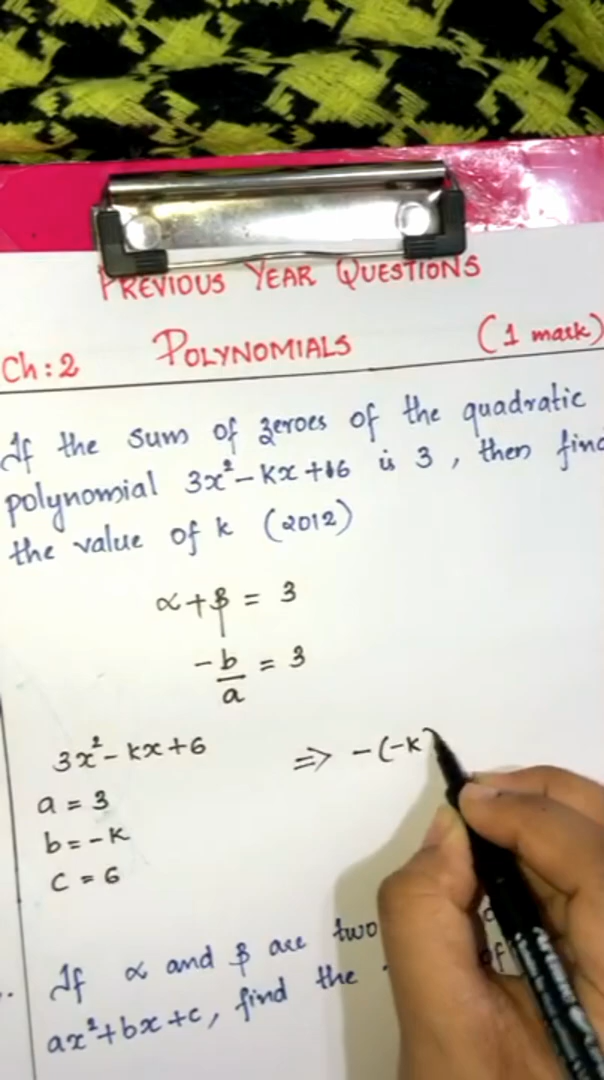 PREVIOUS YEAR QUESTIONS
Ch: 2 POLYNOMIALS (1 mark)
If the sum of zeroes of the quadratic
polynomial 3x² - kx + 6 is 3, then find
the value of k (2012)
α + β = 3
-b/a = 3
3x² - kx + 6 => - (-k)
a = 3
b = -k
c = 6
If α and β are two
ax² + bx + c, find the of